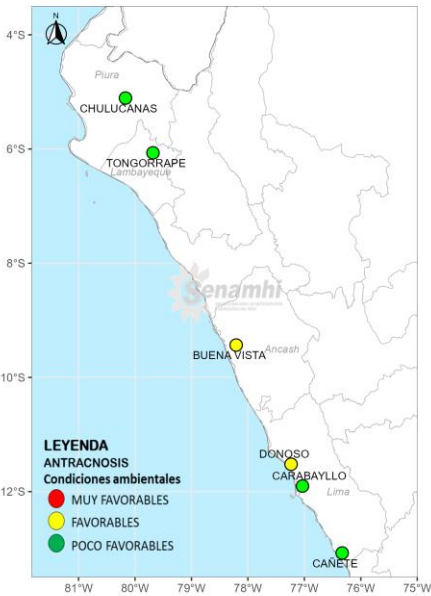 N
4°S
Piura
CHULUCANAS
6°S
TONGORRAPE
Lambayeque
8°S
Senamhi
BUENA VISTA
Ancash
10°S
LEYENDA
ANTRACNOSIS
Condiciones ambientales
MUY FAVORABLES
FAVORABLES
POCO FAVORABLES
DONOSO
CARABAYLLO
12°S
Lima
CAÑETE
81°W 80°W 79°W 78°W 77°W 76°W 75°W